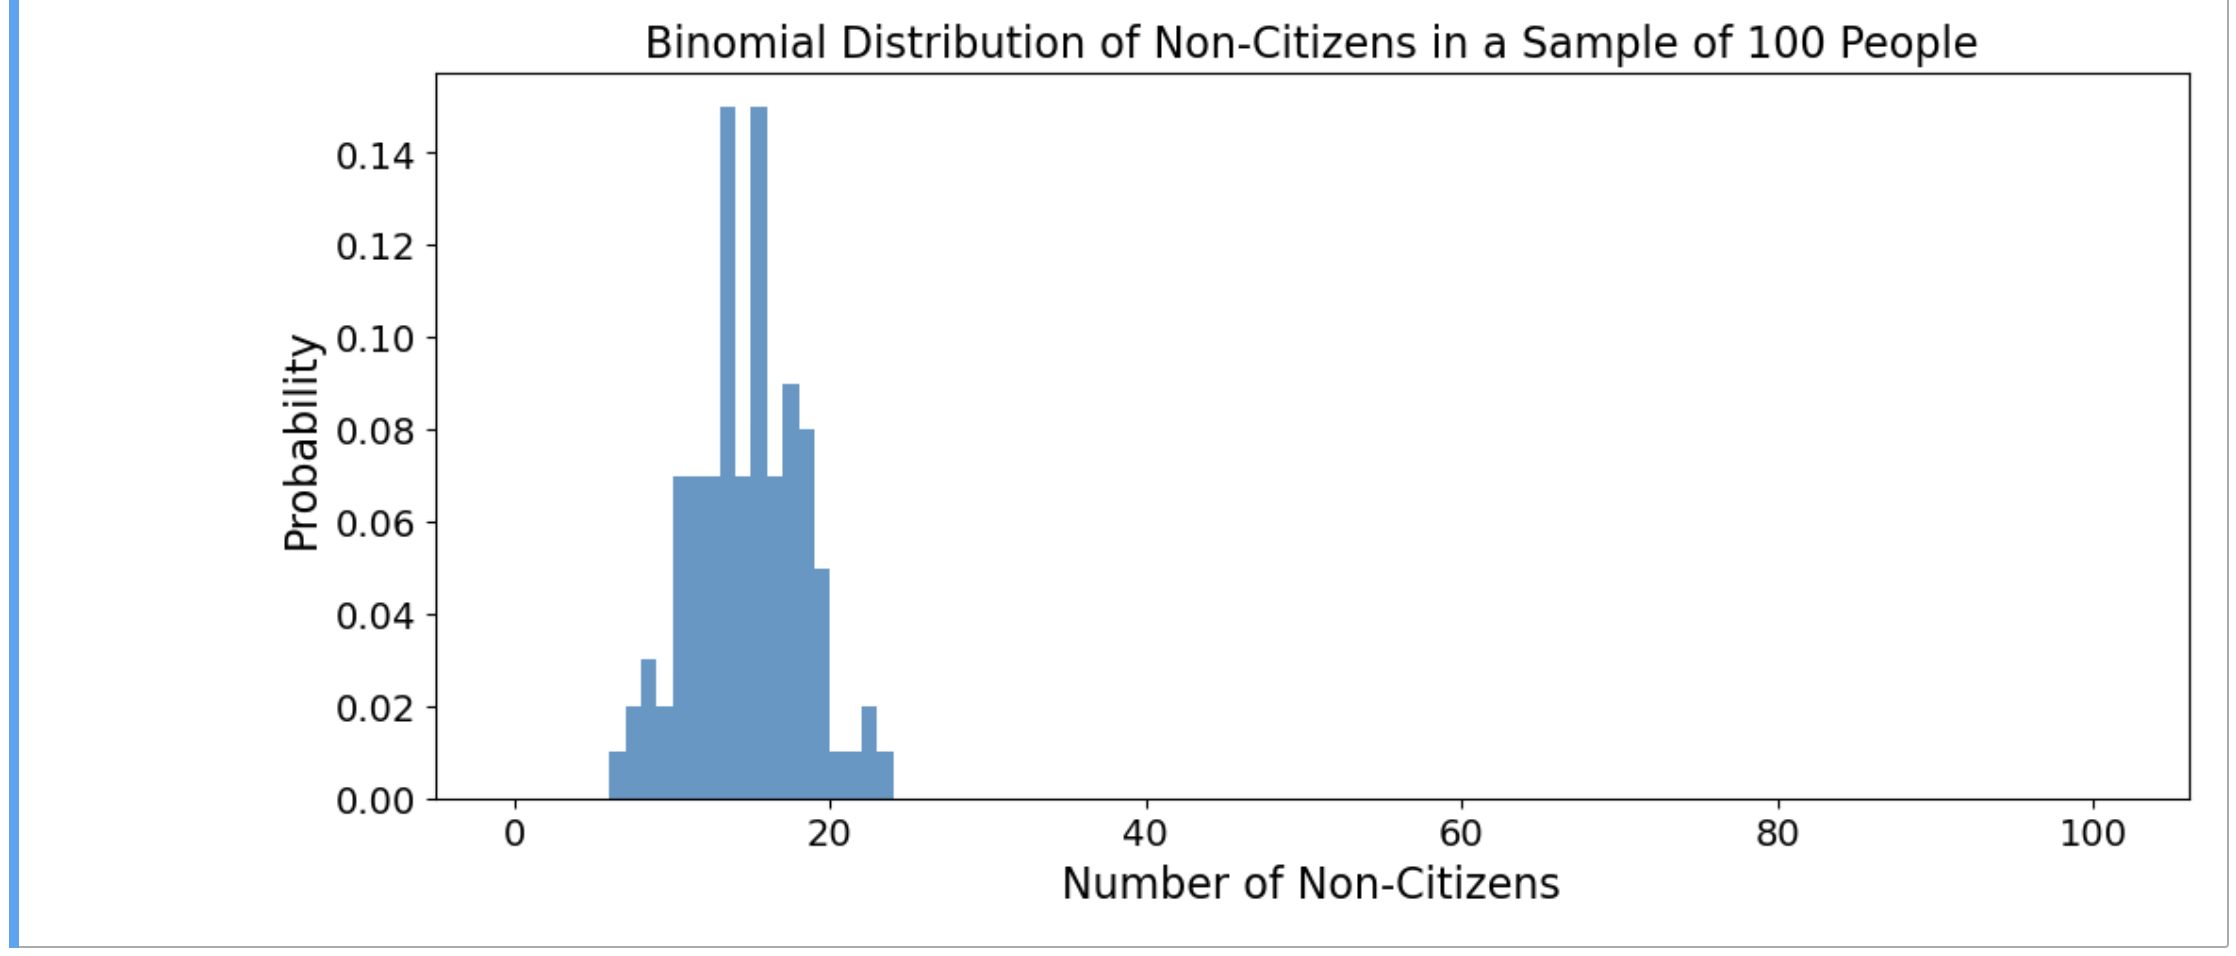 Binomial Distribution of Non-Citizens in a Sample of 100 People
0.14
0.12
0.10
0.08
0.06
0.04
0.02
0.00
Probability
0 20 40 60 80 100
Number of Non-Citizens